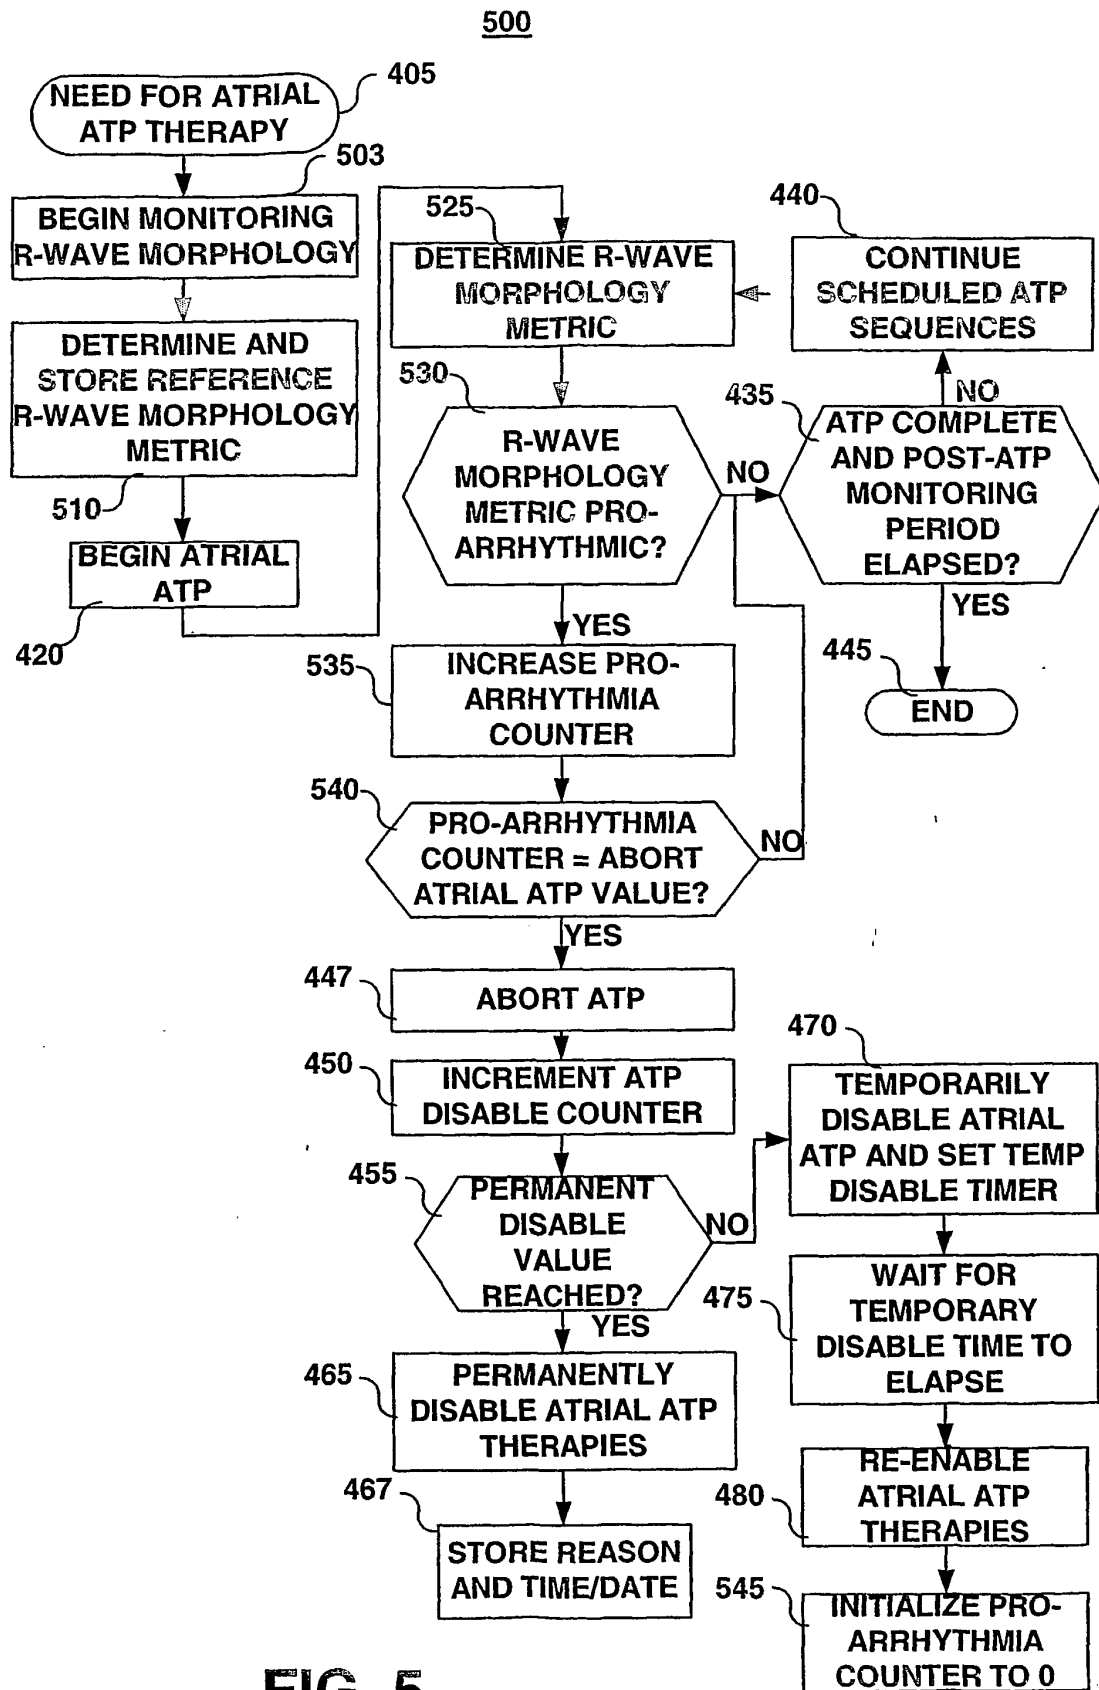 500
405
NEED FOR ATRIAL
ATP THERAPY
503
BEGIN MONITORING
R-WAVE MORPHOLOGY
DETERMINE AND
STORE REFERENCE
R-WAVE MORPHOLOGY
METRIC
510
BEGIN ATRIAL
ATP
420
525
DETERMINE R-WAVE
MORPHOLOGY
METRIC
530
R-WAVE
MORPHOLOGY
METRIC PRO-
ARRHYTHMIC?
NO
YES
440
CONTINUE
SCHEDULED ATP
SEQUENCES
NO
435
ATP COMPLETE
AND POST-ATP
MONITORING
PERIOD
ELAPSED?
YES
445
END
535
INCREASE PRO-
ARRHYTHMIA
COUNTER
540
PRO-ARRHYTHMIA
COUNTER = ABORT
ATRIAL ATP VALUE?
NO
YES
447
ABORT ATP
450
INCREMENT ATP
DISABLE COUNTER
455
PERMANENT
DISABLE
VALUE
REACHED?
NO
YES
465
PERMANENTLY
DISABLE ATRIAL ATP
THERAPIES
467
STORE REASON
AND TIME/DATE
470
TEMPORARILY
DISABLE ATRIAL
ATP AND SET TEMP
DISABLE TIMER
475
WAIT FOR
TEMPORARY
DISABLE TIME TO
ELAPSE
480
RE-ENABLE
ATRIAL ATP
THERAPIES
545
INITIALIZE PRO-
ARRHYTHMIA
COUNTER TO 0
FIG. 5